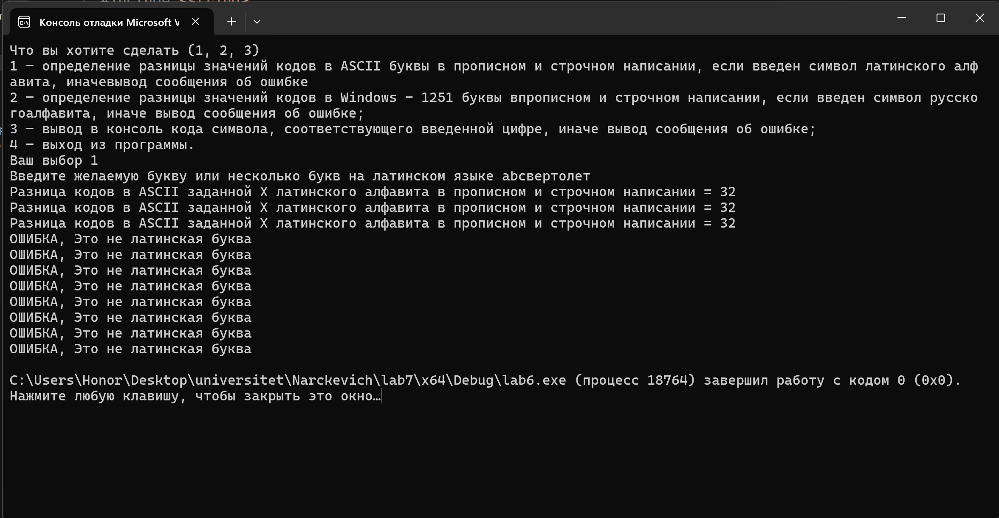 Консоль отладки Microsoft V
Что вы хотите сделать (1, 2, 3)
1 – определение разницы значений кодов в ASCII буквы в прописном и строчном написании, если введен символ латинского алф
авита, иначевывод сообщения об ошибке
2 – определение разницы значений кодов в Windows – 1251 буквы впрописном и строчном написании, если введен символ русско
гоалфавита, иначе вывод сообщения об ошибке;
3 – вывод в консоль кода символа, соответствующего введенной цифре, иначе вывод сообщения об ошибке;
4 – выход из программы.
Ваш выбор 1
Введите желаемую букву или несколько букв на латинском языке abcвертолет
Разница кодов в ASCII заданной X латинского алфавита в прописном и строчном написании = 32
Разница кодов в ASCII заданной X латинского алфавита в прописном и строчном написании = 32
Разница кодов в ASCII заданной X латинского алфавита в прописном и строчном написании = 32
ОШИБКА, Это не латинская буква
ОШИБКА, Это не латинская буква
ОШИБКА, Это не латинская буква
ОШИБКА, Это не латинская буква
ОШИБКА, Это не латинская буква
ОШИБКА, Это не латинская буква
ОШИБКА, Это не латинская буква
ОШИБКА, Это не латинская буква
C:\Users\Honor\Desktop\universitet\Narckevich\lab7\x64\Debug\lab6.exe (процесс 18764) завершил работу с кодом 0 (0x0).
Нажмите любую клавишу, чтобы закрыть это окно…